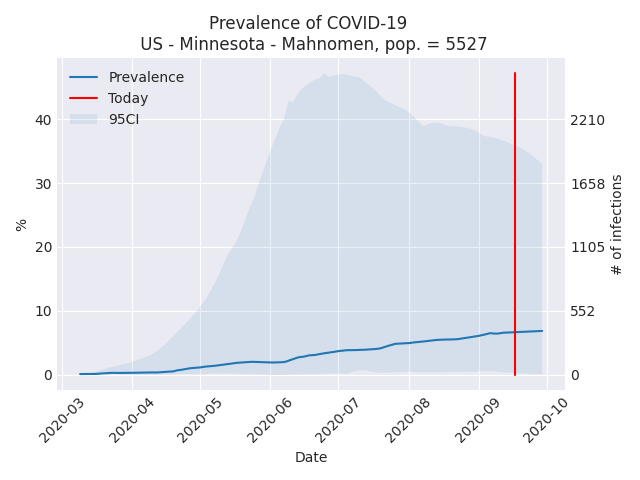 Prevalence of COVID-19
US - Minnesota - Mahnomen, pop. = 5527
Prevalence
Today
95CI
40
30
20
10
0
%
2210
1658
1105
552
0
# of infections
2020-03
2020-04
2020-05
2020-06
2020-07
2020-08
2020-09
2020-10
Date